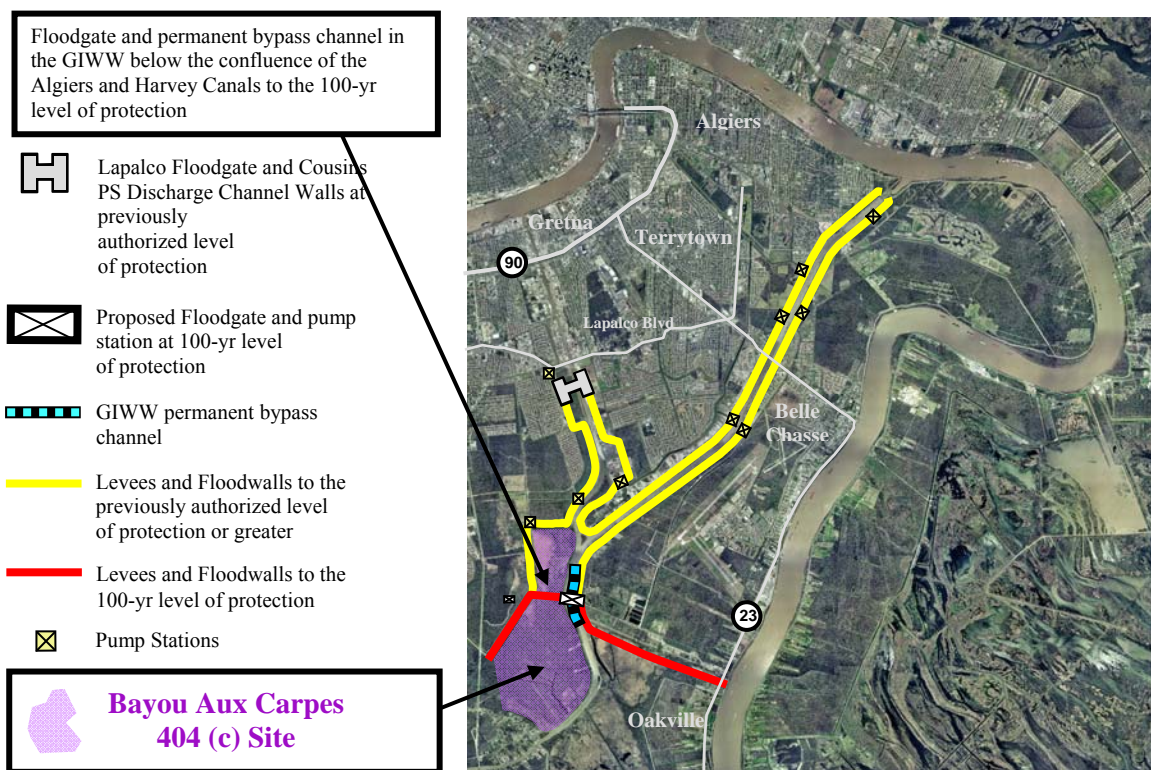 Floodgate and permanent bypass channel in
the GIWW below the confluence of the
Algiers and Harvey Canals to the 100-yr
level of protection
Lapalco Floodgate and Cousins
PS Discharge Channel Walls at
previously
authorized level
of protection
Proposed Floodgate and pump
station at 100-yr level
of protection
GIWW permanent bypass
channel
Levees and Floodwalls to the
previously authorized level
of protection or greater
Levees and Floodwalls to the
100-yr level of protection
Pump Stations
Bayou Aux Carpes
404 (c) Site
Algiers
Gretna
Terrytown
90
Lapalco Blvd
Belle
Chasse
23
Oakville